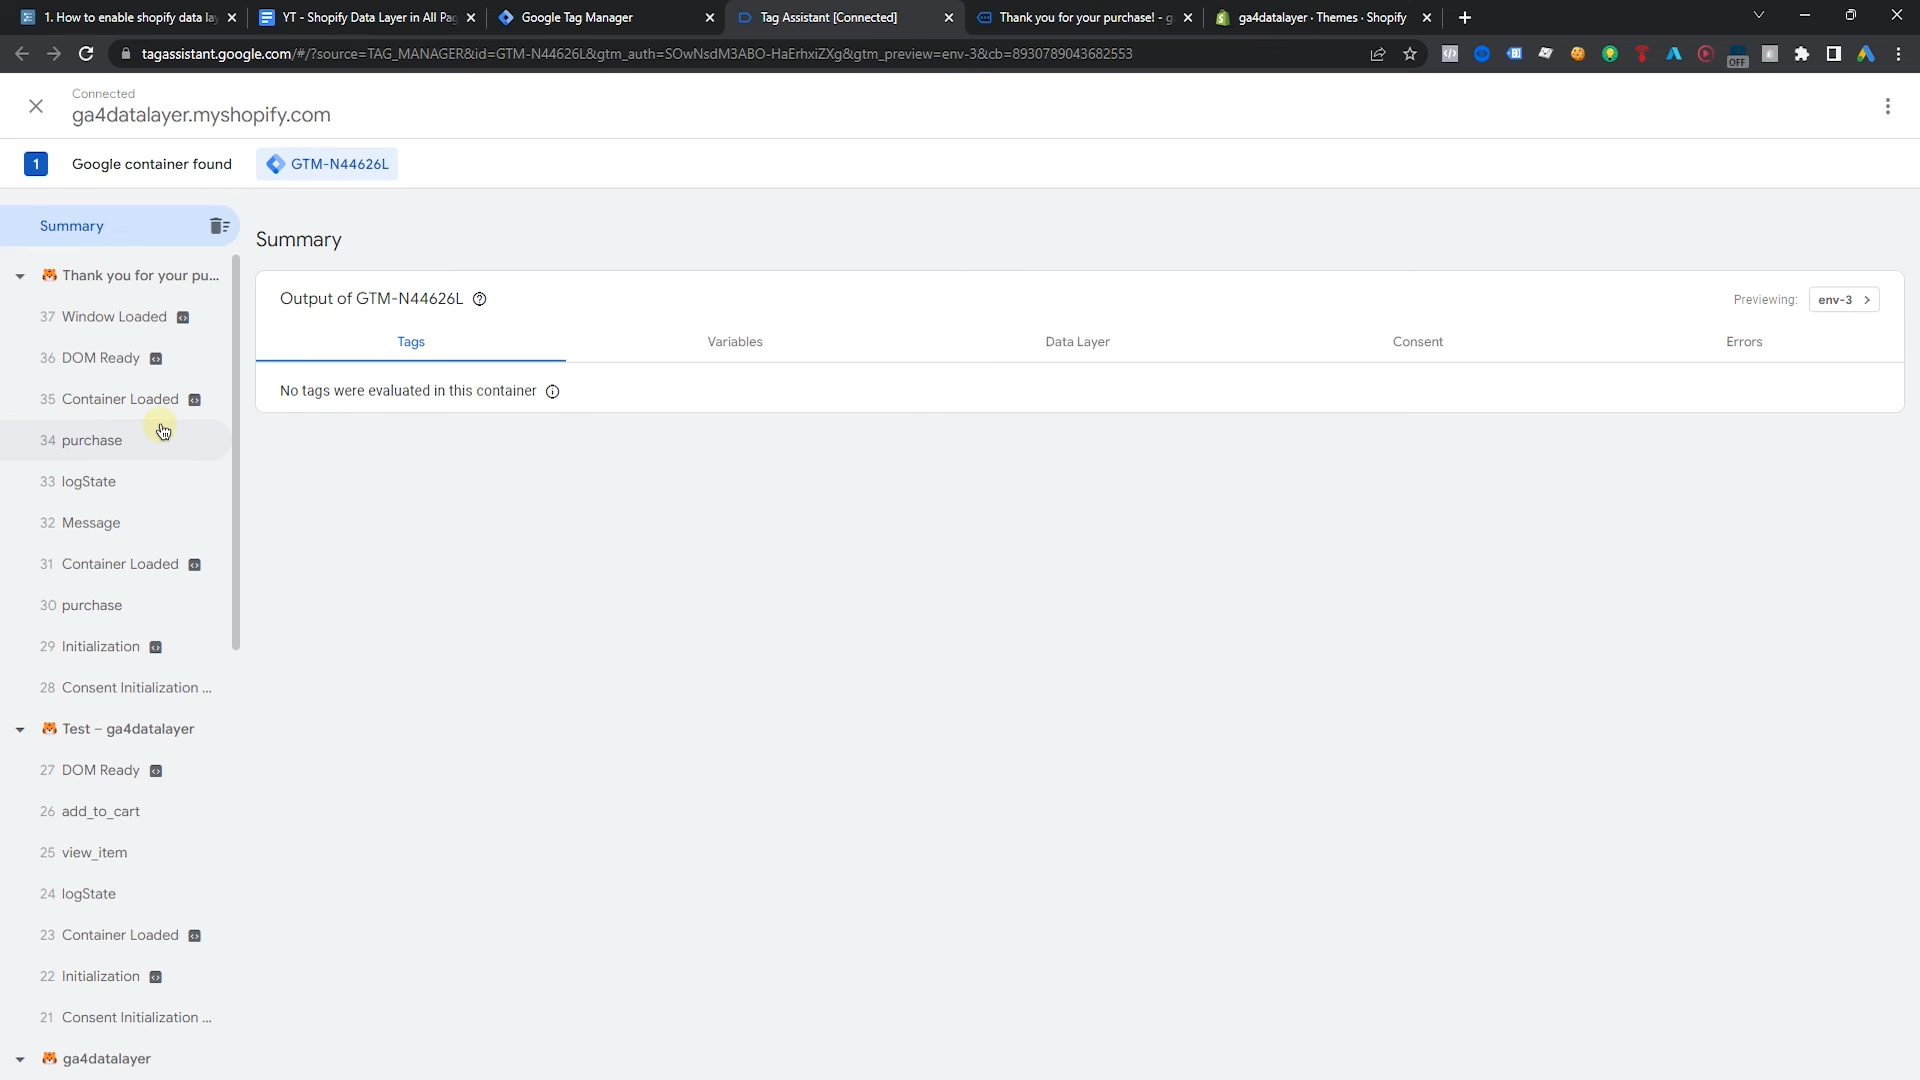 1. How to enable shopify data la
YT - Shopify Data Layer in All Pag
Google Tag Manager
Tag Assistant [Connected]
Thank you for your purchase! - g
ga4datalayer · Themes · Shopify
tagassistant.google.com/#/?source=TAG_MANAGER&id=GTM-N44626L&gtm_auth=SOwNsdM3ABO-HaErhxiZXg&gtm_preview=env-3&cb=8930789043682553
OFF
Connected
ga4datalayer.myshopify.com
1 Google container found GTM-N44626L
Summary
Thank you for your pu...
37 Window Loaded
36 DOM Ready
35 Container Loaded
34 purchase
33 logState
32 Message
31 Container Loaded
30 purchase
29 Initialization
28 Consent Initialization ...
Test – ga4datalayer
27 DOM Ready
26 add_to_cart
25 view_item
24 logState
23 Container Loaded
22 Initialization
21 Consent Initialization ...
ga4datalayer
Summary
Output of GTM-N44626L
Previewing: env-3
Tags Variables Data Layer Consent Errors
No tags were evaluated in this container